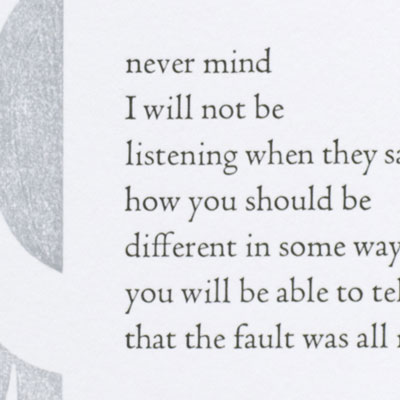 never mind
I will not be
listening when they
how you should be
different in some way
you will be able to
that the fault was all